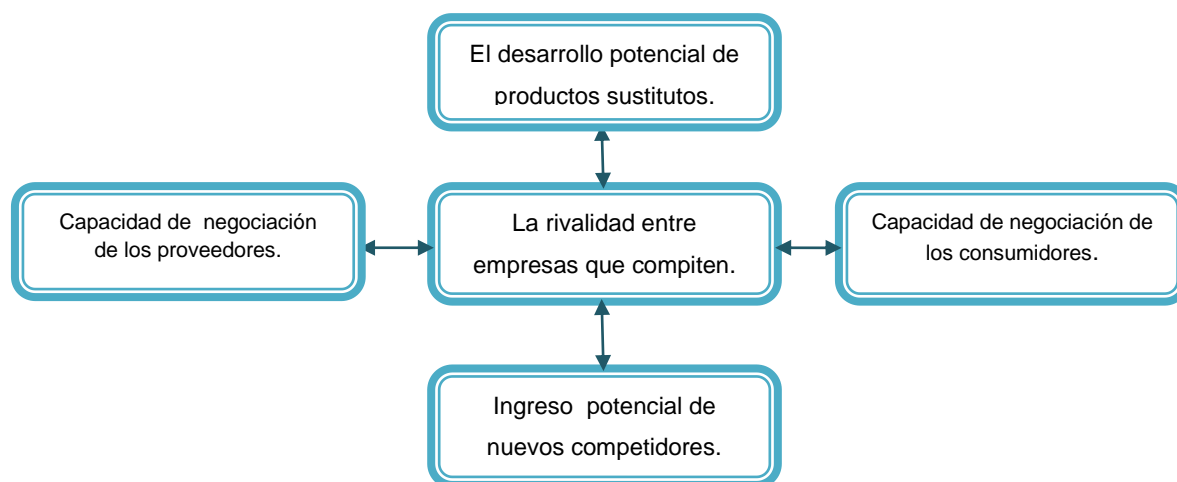 El desarrollo potencial de
productos sustitutos.
Capacidad de  negociación
de los proveedores.
La rivalidad entre
empresas que compiten.
Capacidad de negociación de
los consumidores.
Ingreso  potencial de
nuevos competidores.